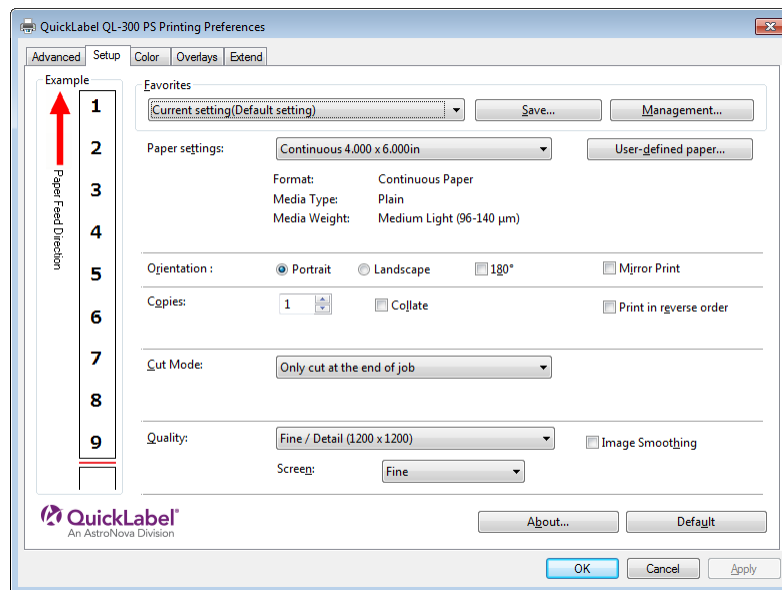 QuickLabel QL-300 PS Printing Preferences
Advanced Setup Color Overlays Extend
Example
Paper Feed Direction
1
2
3
4
5
6
7
8
9
Favorites
Current setting(Default setting) Save... Management...
Paper settings: Continuous 4.000 x 6.000in User-defined paper...
Format: Continuous Paper
Media Type: Plain
Media Weight: Medium Light (96-140 μm)
Orientation : Portrait Landscape 180° Mirror Print
Copies: 1 Collate Print in reverse order
Cut Mode: Only cut at the end of job
Quality: Fine / Detail (1200 x 1200) Image Smoothing
Screen: Fine
QuickLabel®
An AstroNova Division
About... Default
OK Cancel Apply